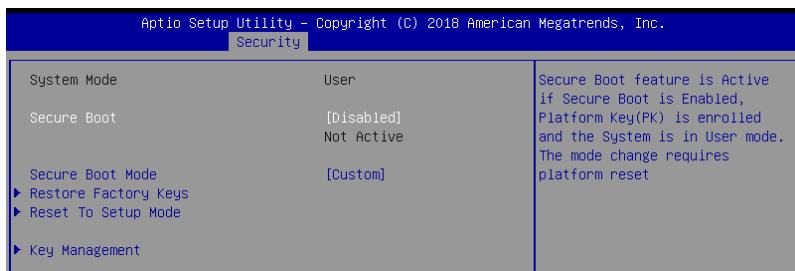 Aptio Setup Utility – Copyright (C) 2018 American Megatrends, Inc.
Security
System Mode User
Secure Boot [Disabled]
Not Active
Secure Boot Mode [Custom]
Restore Factory Keys
Reset To Setup Mode
Key Management
Secure Boot feature is Active
if Secure Boot is Enabled,
Platform Key(PK) is enrolled
and the System is in User mode.
The mode change requires
platform reset